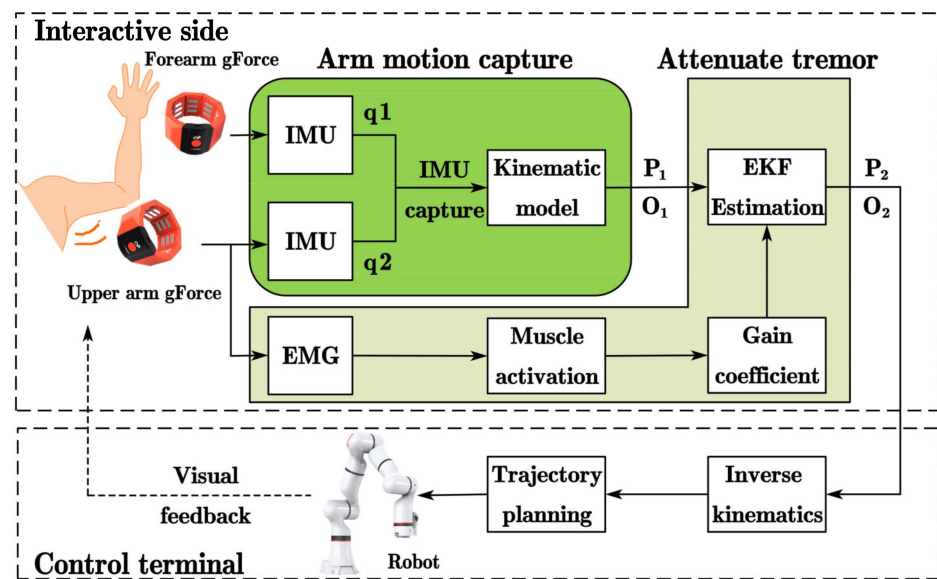 Interactive side
Forearm gForce
Arm motion capture
Attenuate tremor
IMU
q1
IMU
capture
Kinematic
model
P₁
O₁
EKF
Estimation
P₂
O₂
IMU
q2
Upper arm gForce
EMG
Muscle
activation
Gain
coefficient
Visual
feedback
Robot
Trajectory
planning
Inverse
kinematics
Control terminal